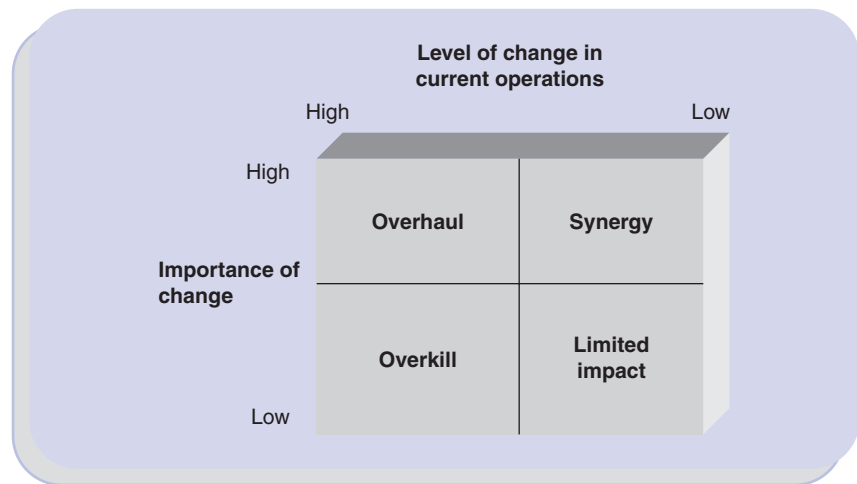 Level of change in
current operations
High
Low
High
Overhaul
Synergy
Importance of
change
Overkill
Limited
impact
Low